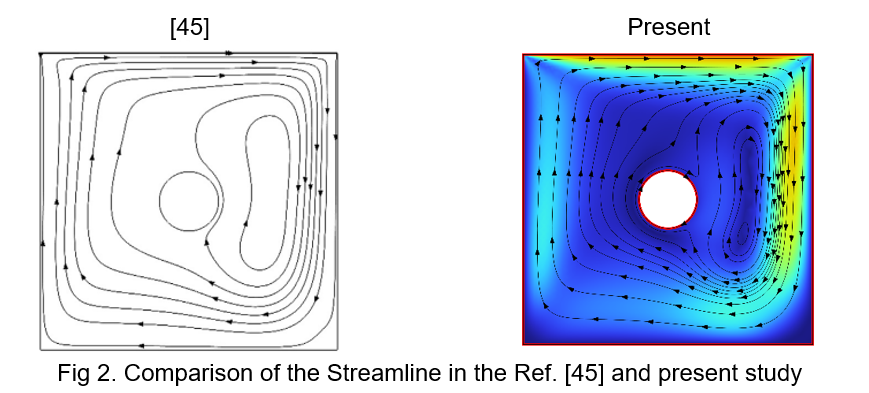 [45]
Present
Fig 2. Comparison of the Streamline in the Ref. [45] and present study